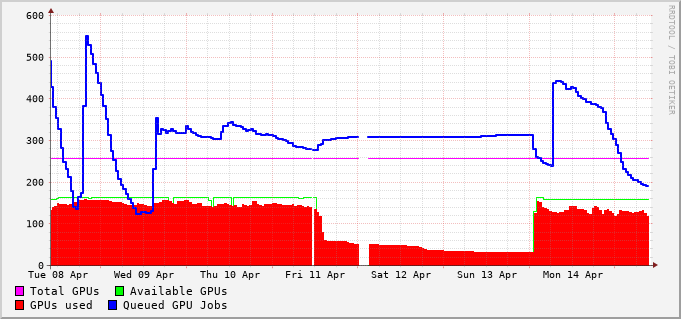 600
500
400
300
200
100
0
Tue 08 Apr Wed 09 Apr Thu 10 Apr Fri 11 Apr Sat 12 Apr Sun 13 Apr Mon 14 Apr
Total GPUs Available GPUs
GPUs used Queued GPU Jobs
RRDTOOL / TOBI OETIKER